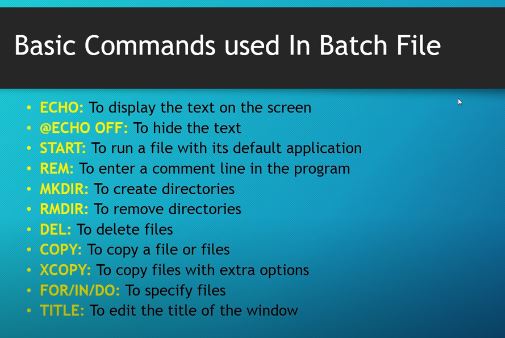 Basic Commands used In Batch File
• ECHO: To display the text on the screen
• @ECHO OFF: To hide the text
• START: To run a file with its default application
• REM: To enter a comment line in the program
• MKDIR: To create directories
• RMDIR: To remove directories
• DEL: To delete files
• COPY: To copy a file or files
• XCOPY: To copy files with extra options
• FOR/IN/DO: To specify files
• TITLE: To edit the title of the window